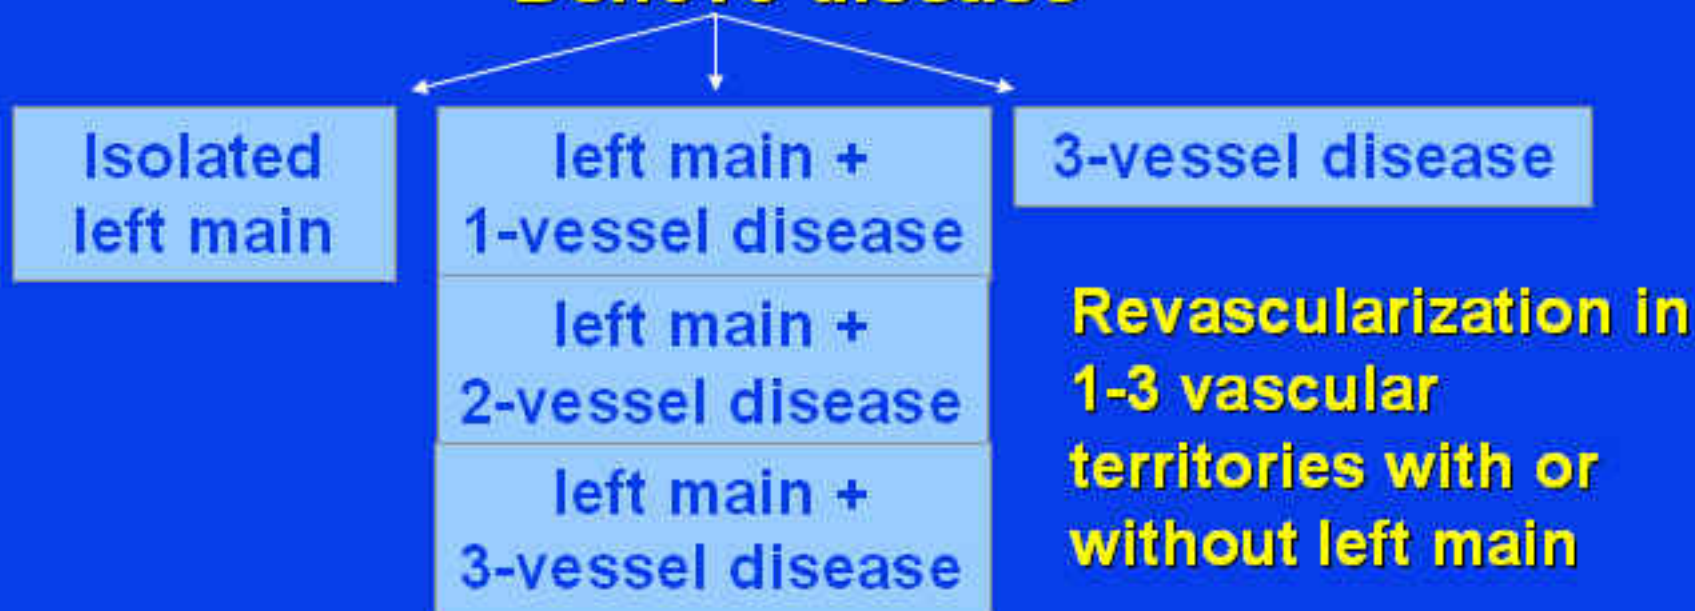 disease
Isolated
left main
left main +
1-vessel disease
left main +
2-vessel disease
left main +
3-vessel disease
3-vessel disease
Revascularization in
1-3 vascular
territories with or
without left main